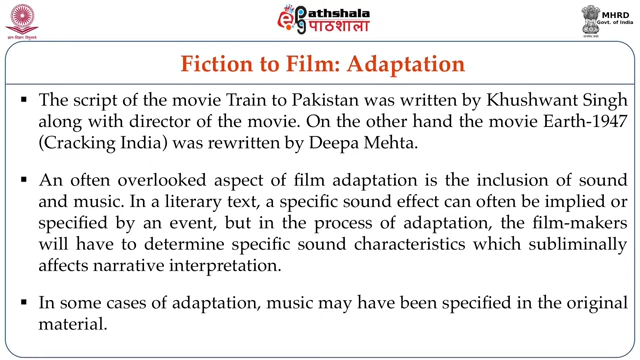 Pathshala
पाठशाला
MHRD
Govt. of India
Fiction to Film: Adaptation
▪ The script of the movie Train to Pakistan was written by Khushwant Singh
along with director of the movie. On the other hand the movie Earth-1947
(Cracking India) was rewritten by Deepa Mehta.
▪ An often overlooked aspect of film adaptation is the inclusion of sound
and music. In a literary text, a specific sound effect can often be implied or
specified by an event, but in the process of adaptation, the film-makers
will have to determine specific sound characteristics which subliminally
affects narrative interpretation.
▪ In some cases of adaptation, music may have been specified in the original
material.